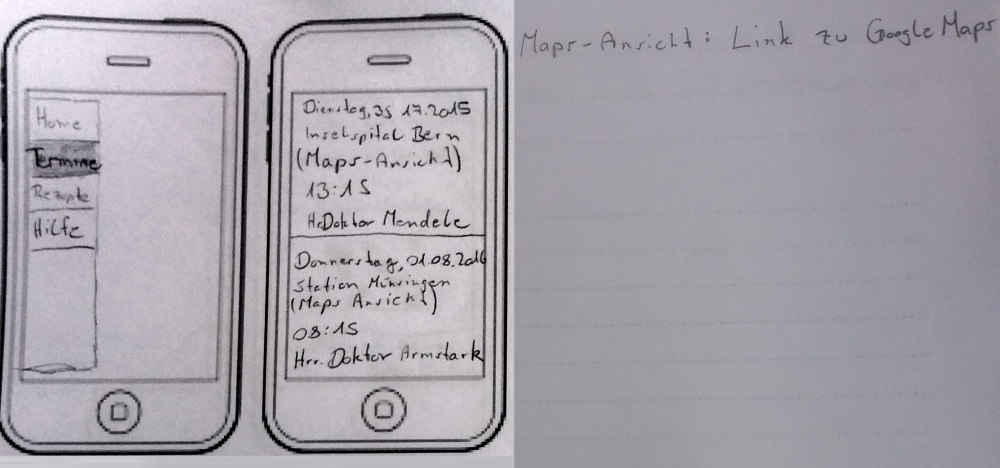 Home
Termine
Rezepte
Hilfe
Dienstag, 17.2015
Inselspital Bern
(Maps-Ansicht)
13:15
Hr. Doktor Mendele
Donnerstag, 01.08.2016
Station Münsingen
(Maps Ansicht)
08:15
Hrr. Doktor Armstark
Maps-Ansicht: Link zu Google Maps